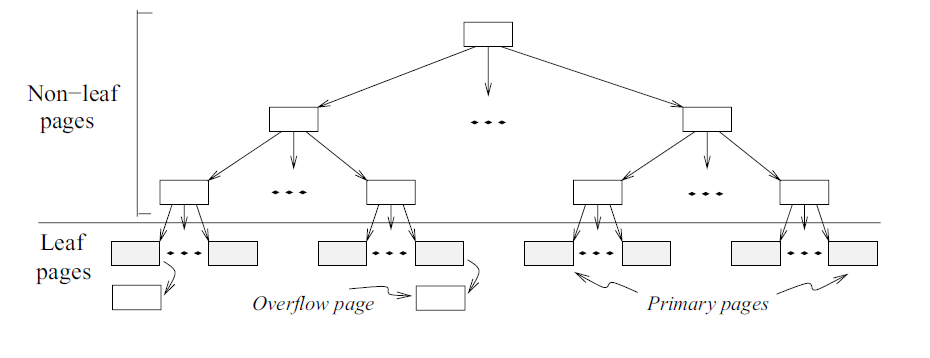 Non-leaf
pages
Leaf
pages
Overflow page
Primary pages